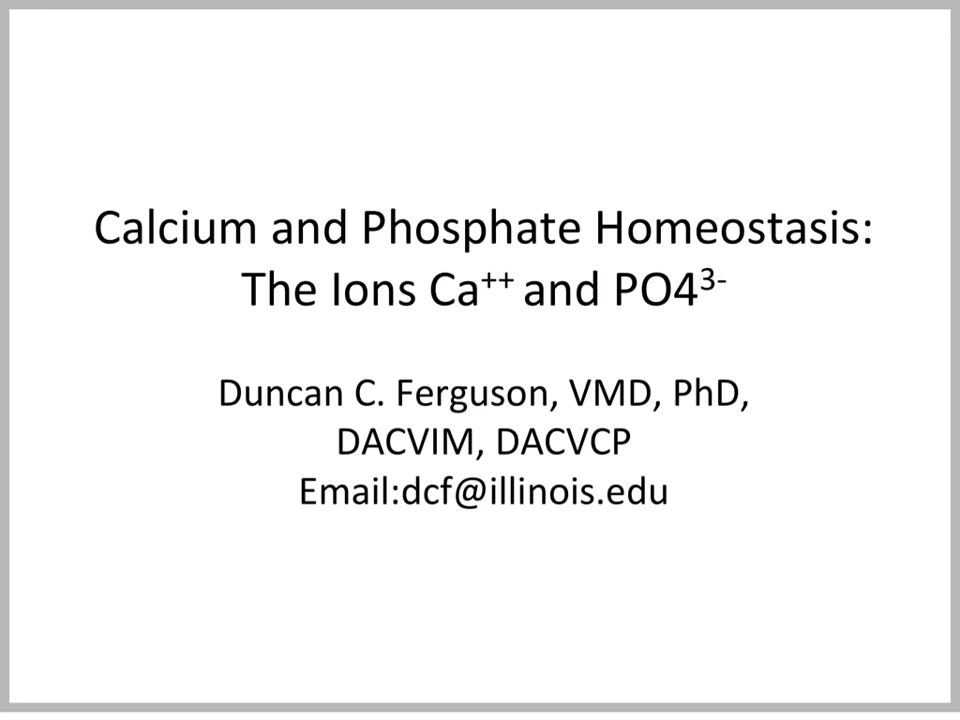 Calcium and Phosphate Homeostasis:
The Ions Ca⁺⁺ and PO4³⁻
Duncan C. Ferguson, VMD, PhD,
DACVIM, DACVCP
Email:dcf@illinois.edu